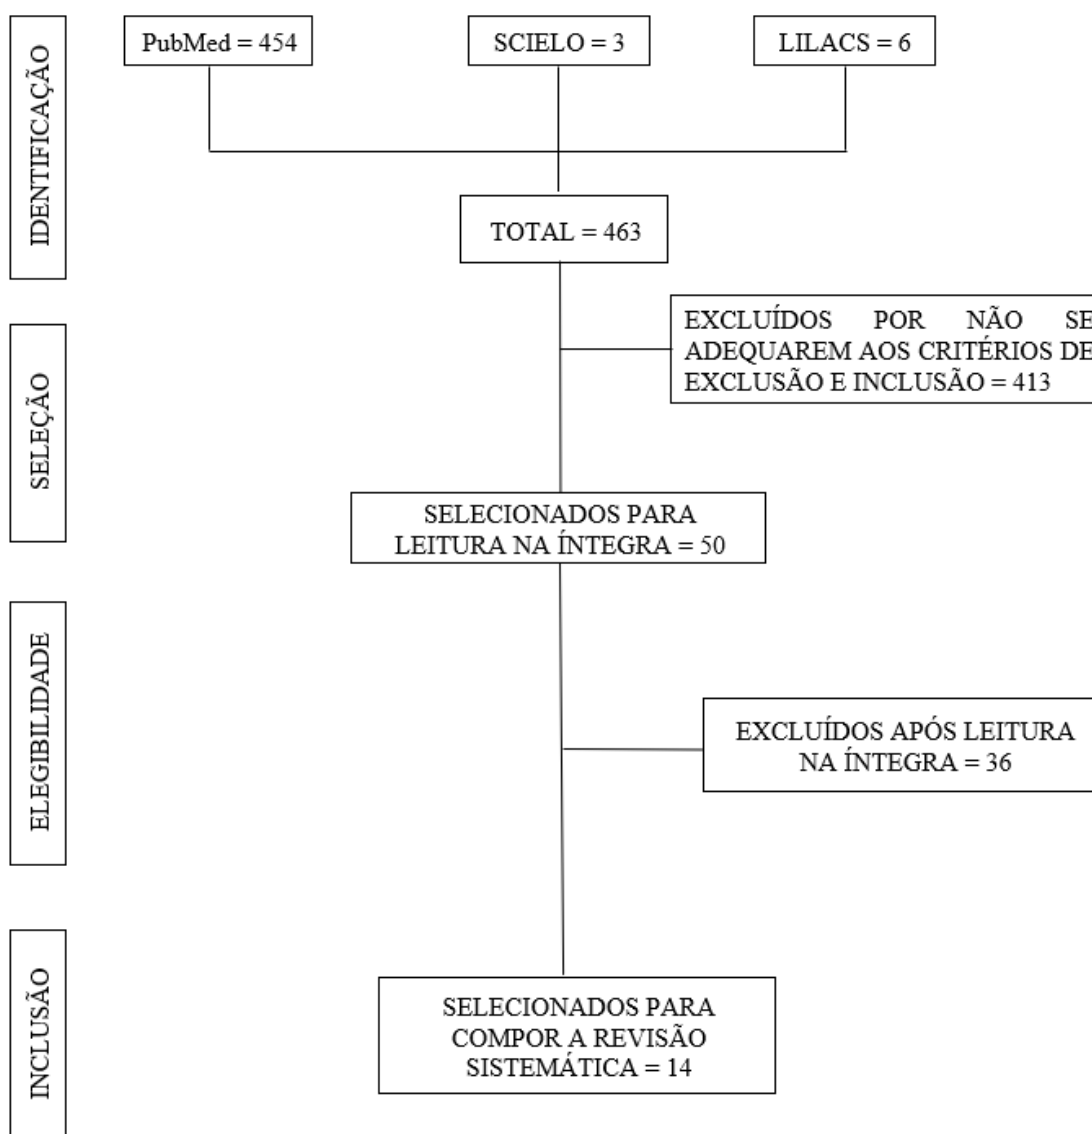 IDENTIFICAÇÃO
PubMed = 454
SCIELO = 3
LILACS = 6
TOTAL = 463
SELEÇÃO
EXCLUÍDOS POR NÃO SE
ADEQUAREM AOS CRITÉRIOS DE
EXCLUSÃO E INCLUSÃO = 413
SELECIONADOS PARA
LEITURA NA ÍNTEGRA = 50
ELEGIBILIDADE
EXCLUÍDOS APÓS LEITURA
NA ÍNTEGRA = 36
INCLUSÃO
SELECIONADOS PARA
COMPOR A REVISÃO
SISTEMÁTICA = 14